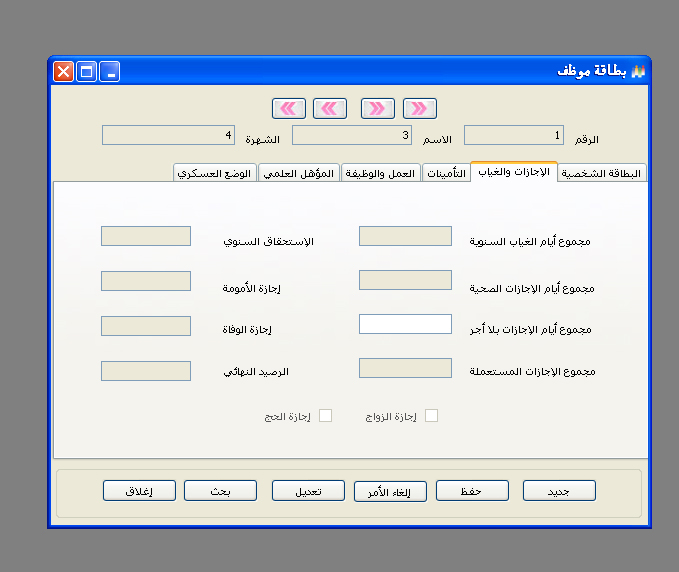 بطاقة موظف
الرقم 1 الاسم 3 الشهرة 4
البطاقة الشخصية الإجازات والغياب التأمينات العمل والوظيفة المؤهل العلمي الوضع العسكري
مجموع أيام الغياب السنوية الإستحقاق السنوي
مجموع أيام الإجازات الصحية إجازة الأمومة
مجموع أيام الإجازات بلا أجر إجازة الوفاة
مجموع الإجازات المستعملة الرصيد النهائي
إجازة الزواج إجازة الحج
جديد حفظ إلغاء الأمر تعديل بحث إغلاق